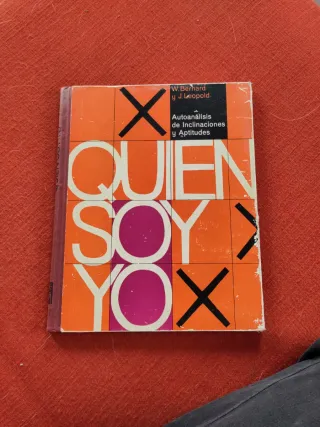 W. Bernard
y J. Leopold
Autoanálisis
de Inclinaciones
y Aptitudes
QUIEN
SOY
YO